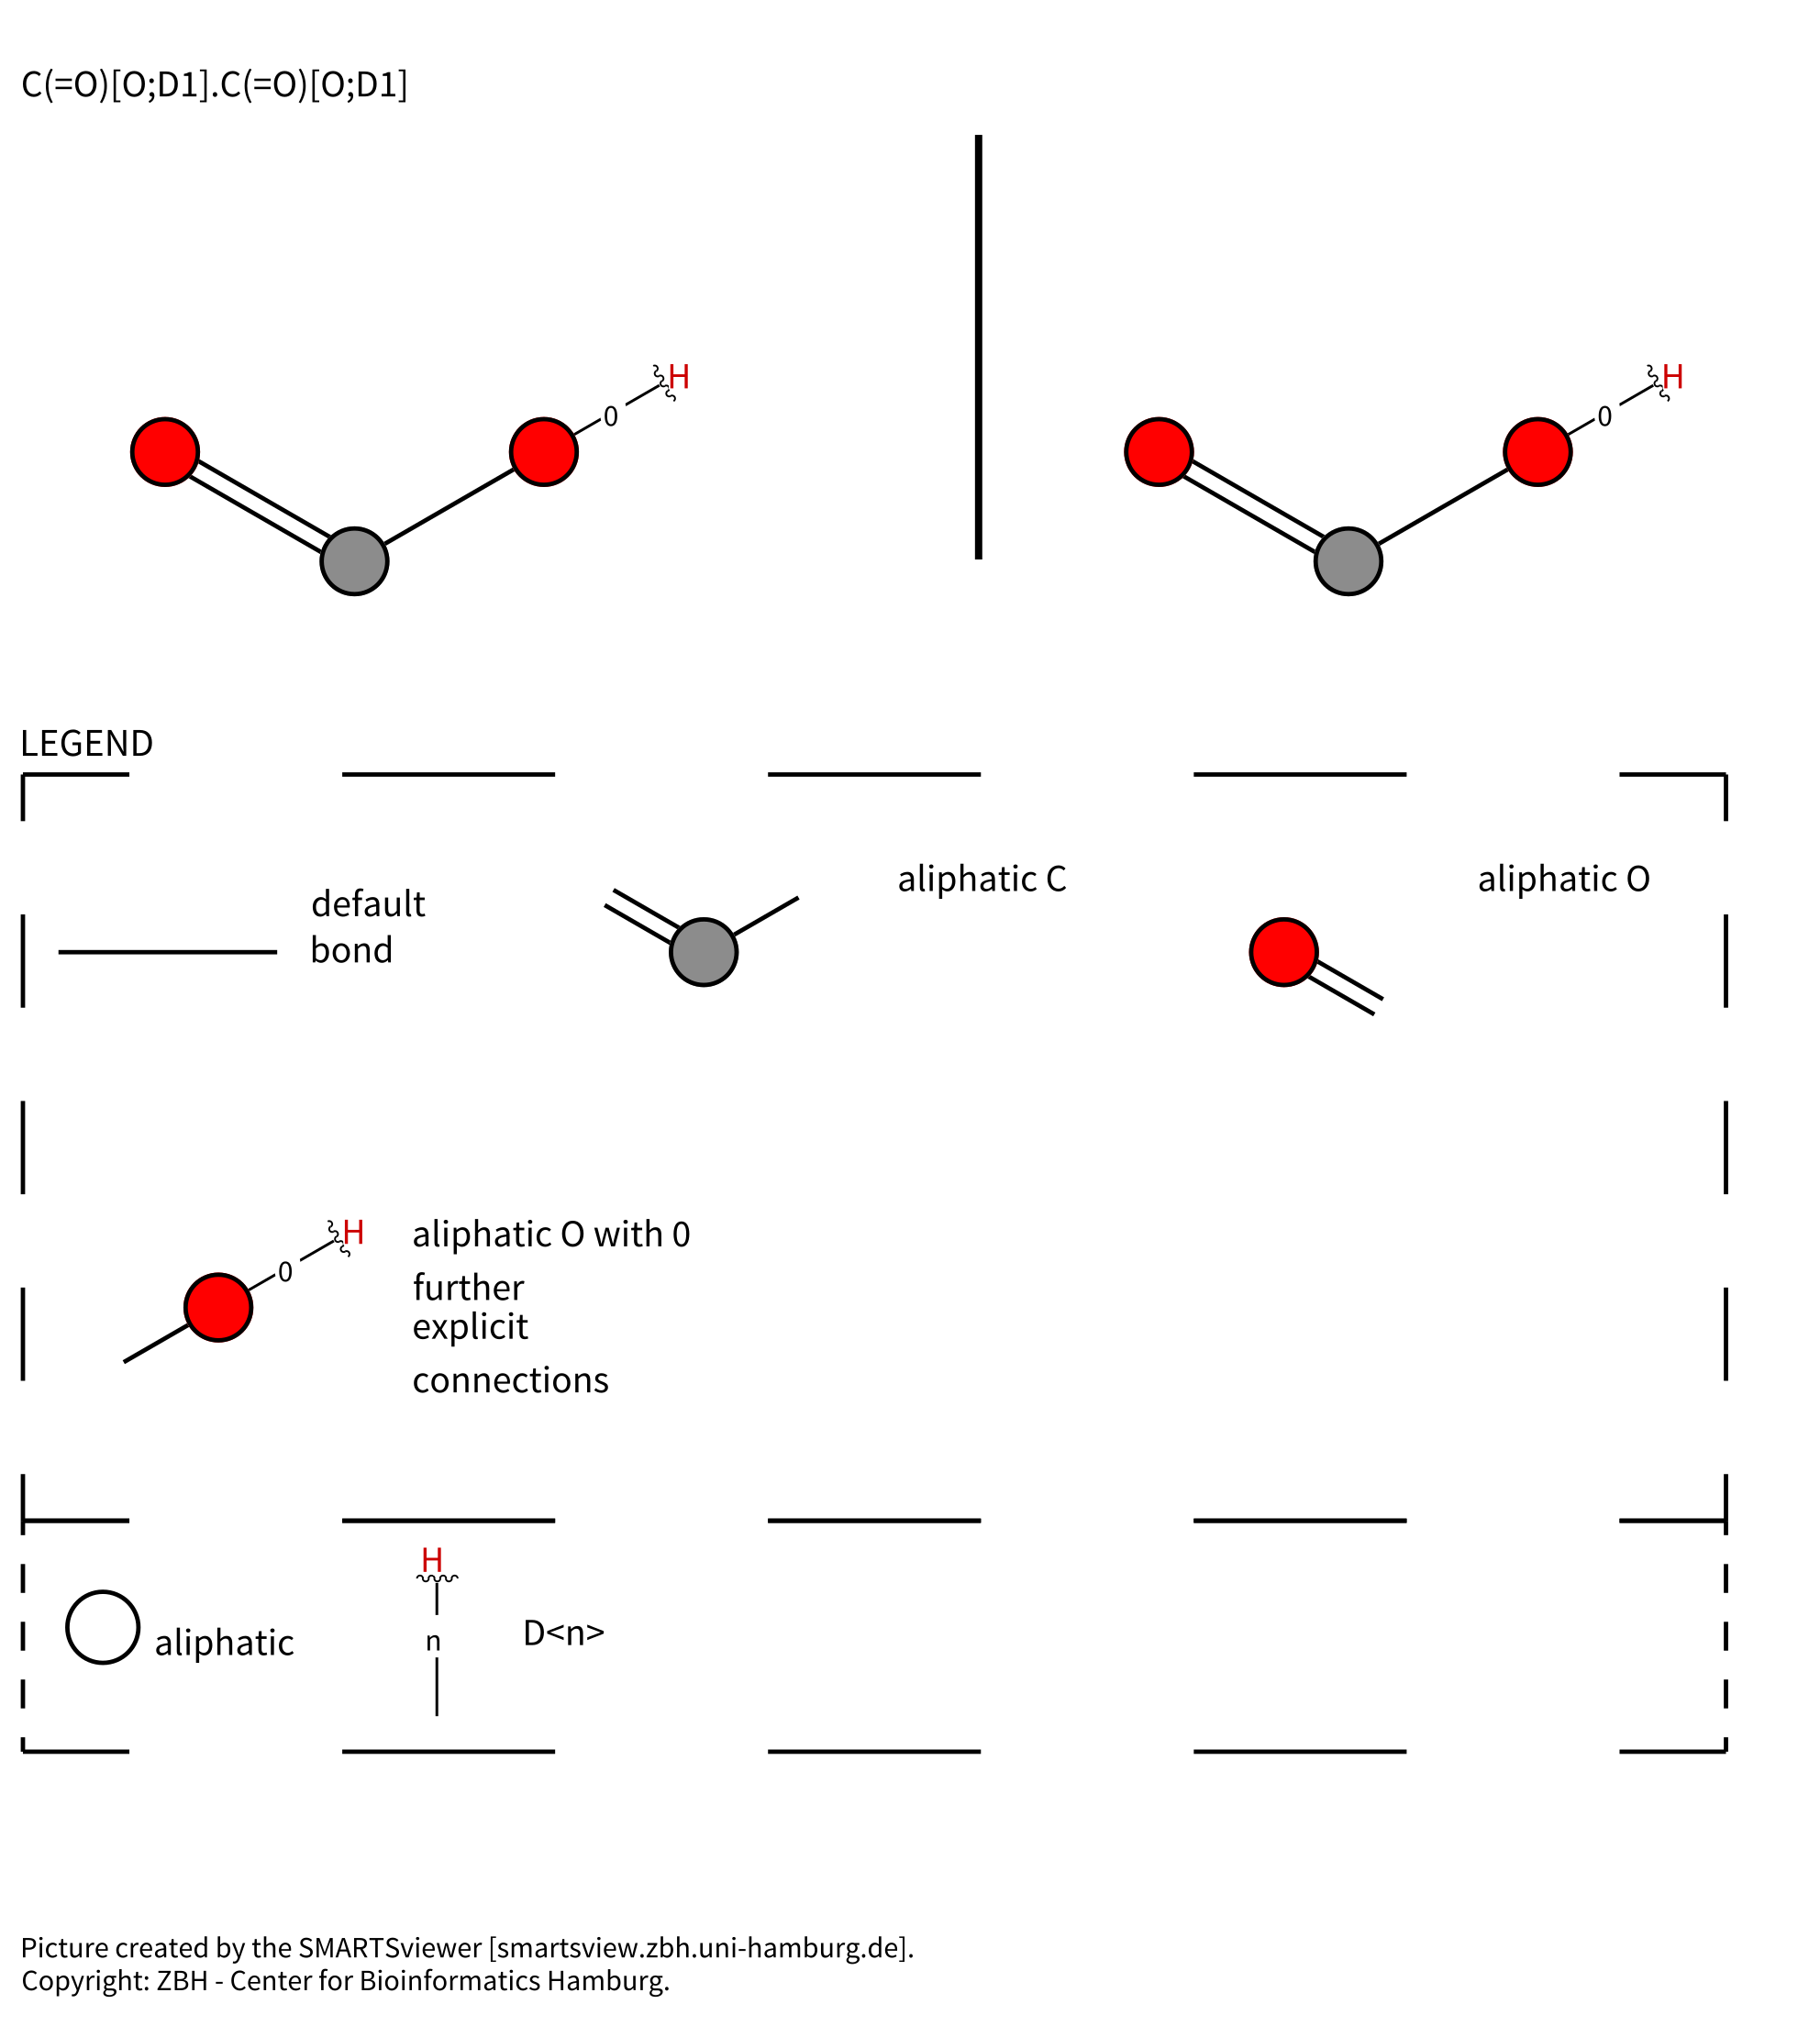 C(=O)[O;D1].C(=O)[O;D1]
0 H
0 H
LEGEND
default
bond
aliphatic C
aliphatic O
0 H
aliphatic O with 0
further
explicit
connections
aliphatic
H
n
D<n>
Picture created by the SMARTSviewer [smartsview.zbh.uni-hamburg.de].
Copyright: ZBH - Center for Bioinformatics Hamburg.